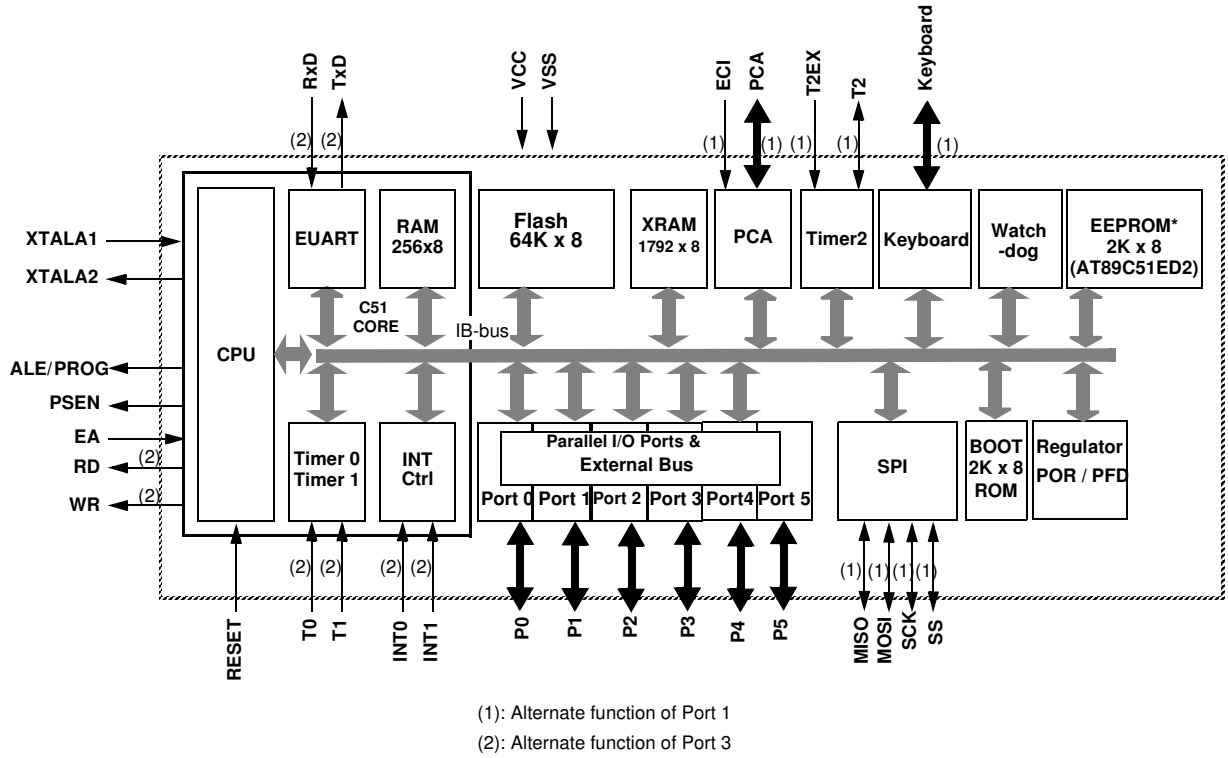 RxD
TxD
VCC
VSS
ECI
PCA
T2EX
T2
Keyboard
(2)
(2)
(1)
(1)
(1)
(1)
(1)
XTALA1
XTALA2
ALE/PROG
PSEN
EA
RD
(2)
WR
(2)
CPU
EUART
RAM
256x8
C51
CORE
IB-bus
Flash
64K x 8
XRAM
1792 x 8
PCA
Timer2
Keyboard
Watch
-dog
EEPROM*
2K x 8
(AT89C51ED2)
Timer 0
Timer 1
INT
Ctrl
Parallel I/O Ports &
External Bus
Port 0
Port 1
Port 2
Port 3
Port4
Port 5
SPI
BOOT
2K x 8
ROM
Regulator
POR / PFD
(2)
(2)
(2)
(2)
(1)
(1)
(1)
(1)
RESET
T0
T1
INT0
INT1
P0
P1
P2
P3
P4
P5
MISO
MOSI
SCK
SS
(1): Alternate function of Port 1
(2): Alternate function of Port 3